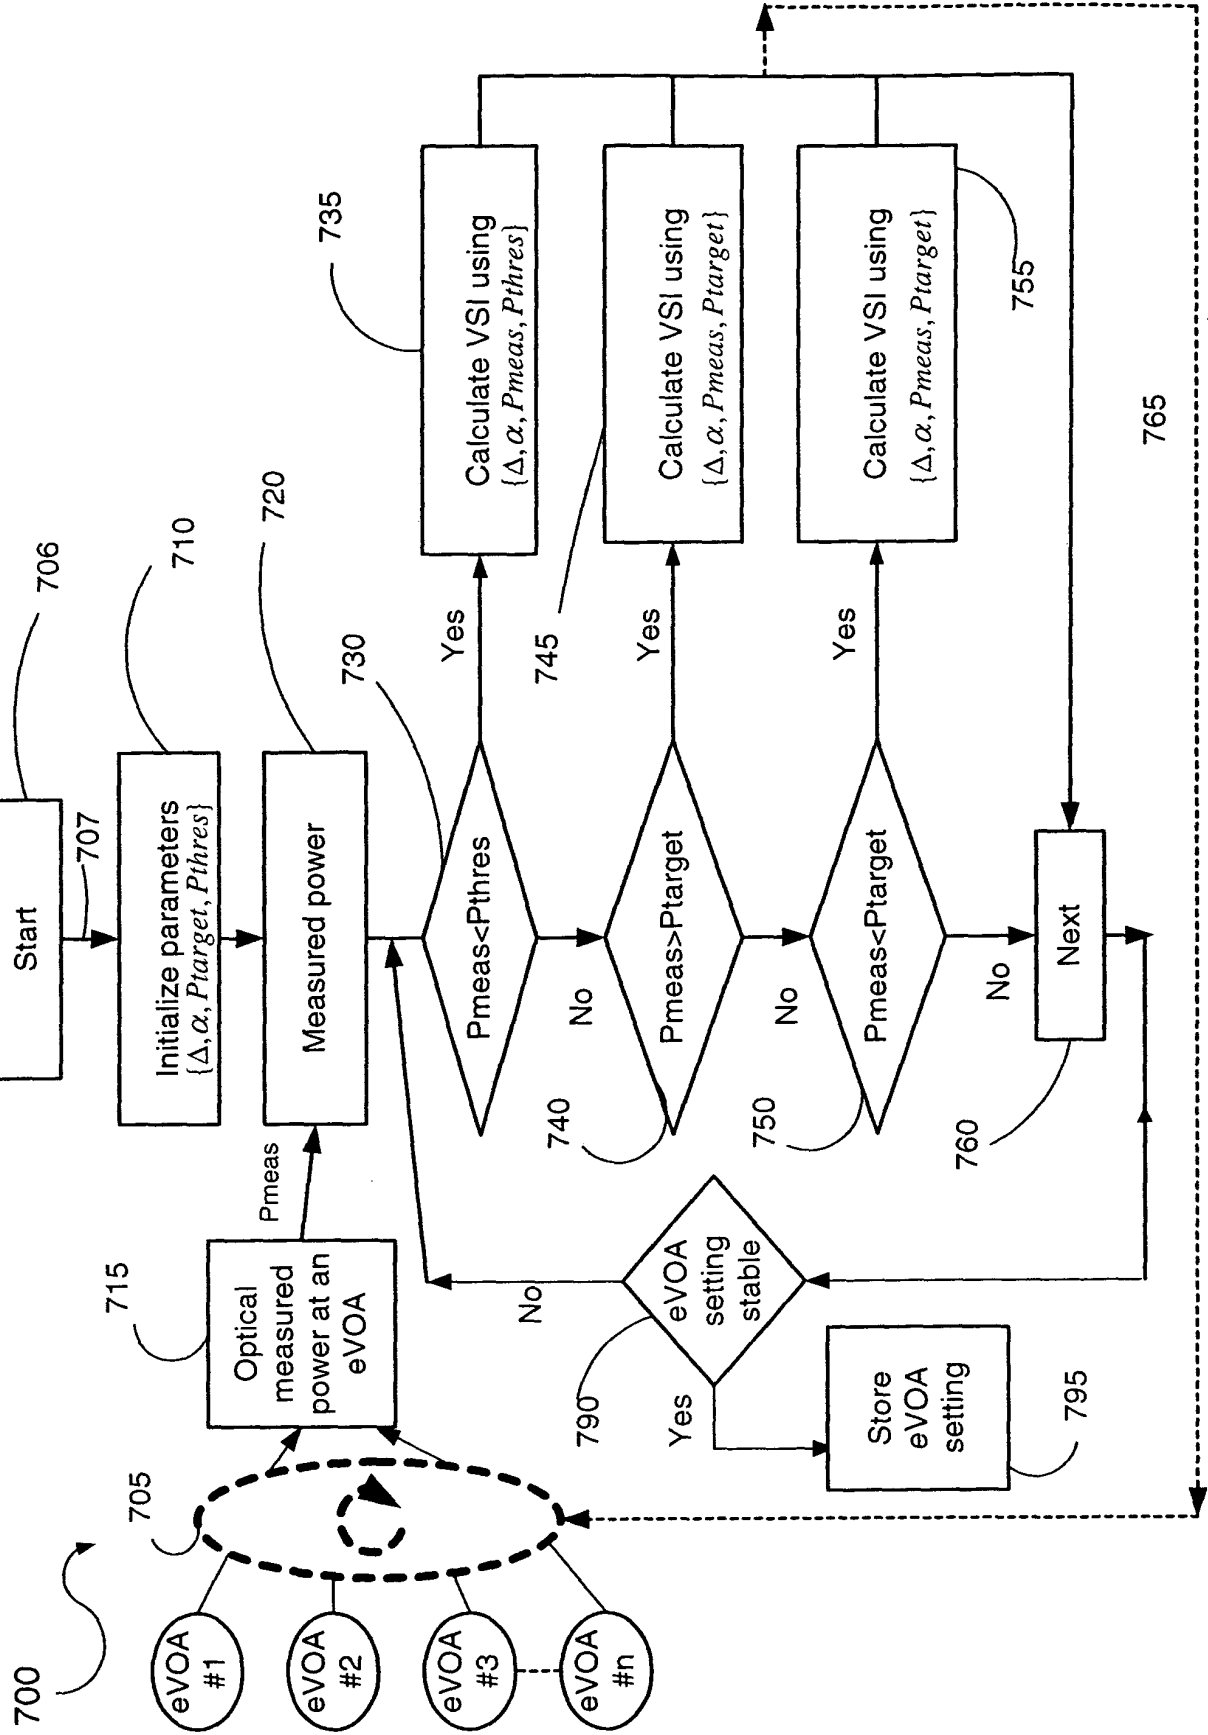 700
Start
706
707
Initialize parameters
{Δ, α, Ptarget, Pthres}
710
Measured power
720
Pmeas
Optical
measured
power at an
eVOA
715
705
eVOA
#1
eVOA
#2
eVOA
#3
eVOA
#n
Pmeas<Pthres
730
Yes
Calculate VSI using
{Δ, α, Pmeas, Pthres}
735
No
Pmeas>Ptarget
740
Yes
Calculate VSI using
{Δ, α, Pmeas, Ptarget}
745
No
Pmeas<Ptarget
750
Yes
Calculate VSI using
{Δ, α, Pmeas, Ptarget}
755
No
Next
760
765
eVOA
setting
stable
790
No
Yes
Store
eVOA
setting
795